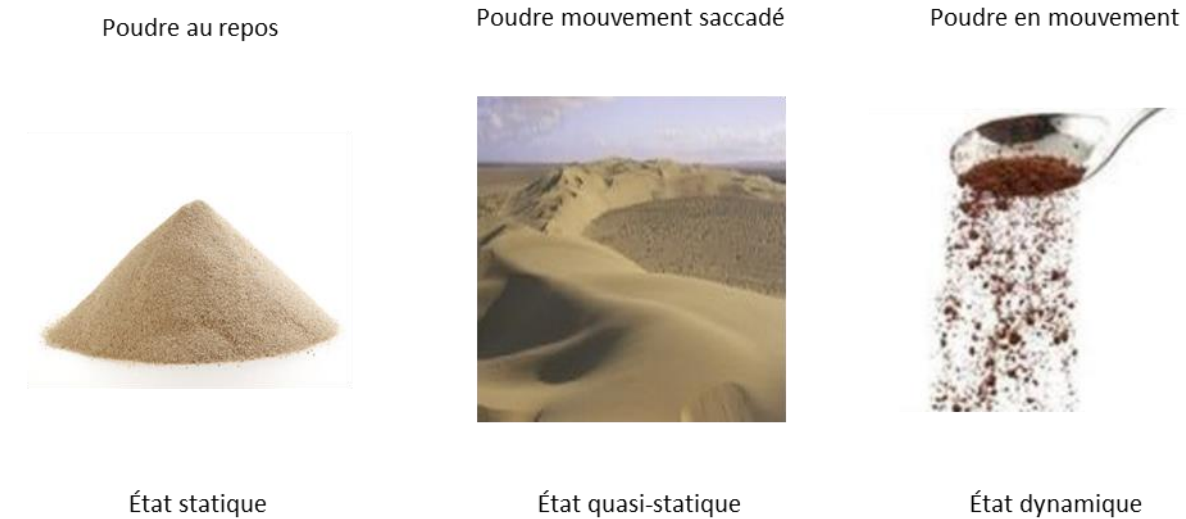 Poudre au repos
Poudre mouvement saccadé
Poudre en mouvement
État statique
État quasi-statique
État dynamique